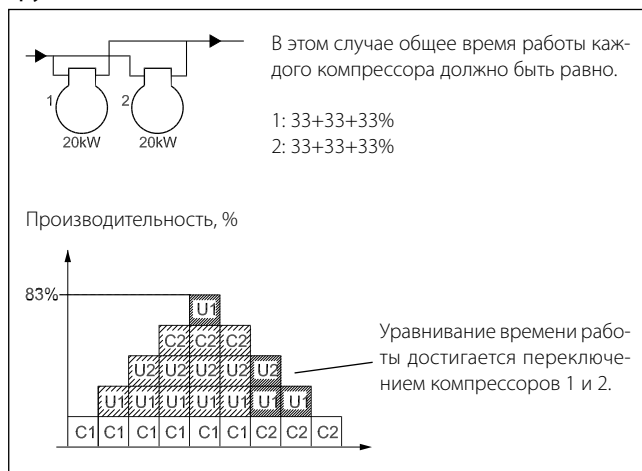 В этом случае общее время работы каж-
дого компрессора должно быть равно.
1: 33+33+33%
2: 33+33+33%
1
2
20kW
20kW
Производительность, %
83%
U1
C2 C2 C2
U2 U2 U2 U2 U2
U1 U1 U1 U1 U1 U1 U1
C1 C1 C1 C1 C1 C1 C2 C2 C2
Уравнивание времени рабо-
ты достигается переключе-
нием компрессоров 1 и 2.